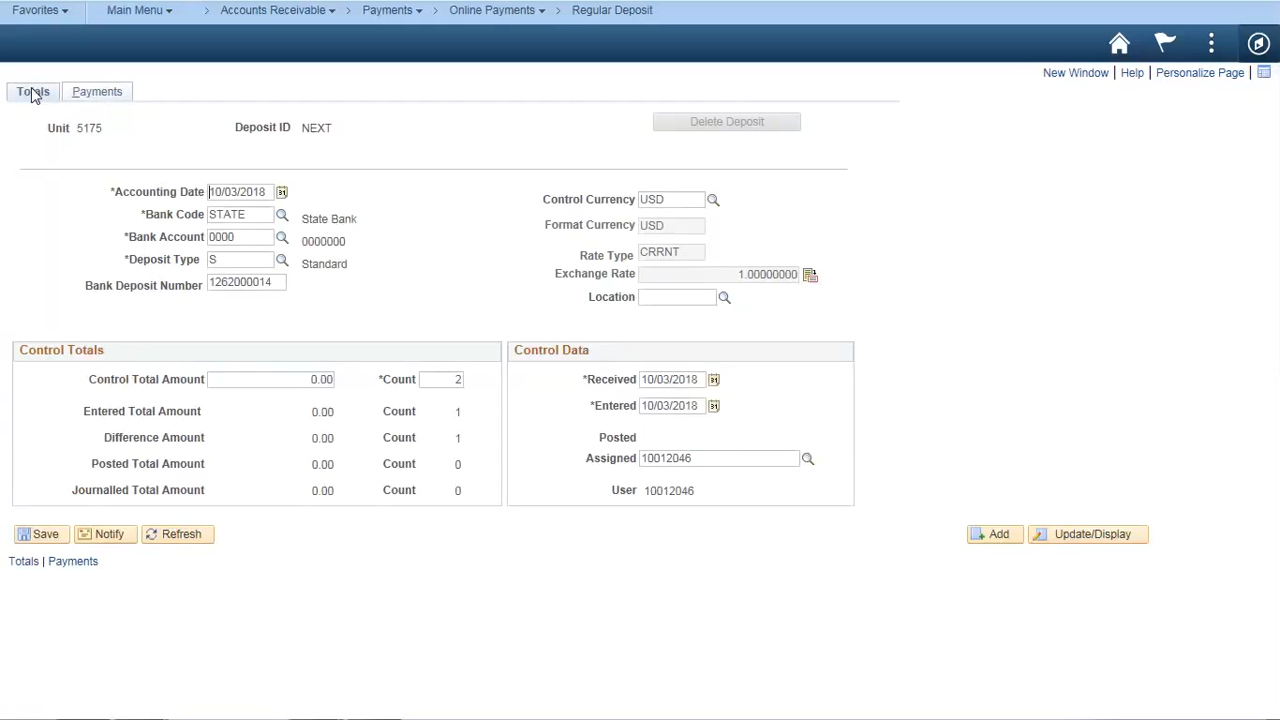 Favorites Main Menu > Accounts Receivable > Payments > Online Payments > Regular Deposit
New Window | Help | Personalize Page |
Totals Payments
Unit 5175 Deposit ID NEXT Delete Deposit
*Accounting Date 10/03/2018
*Bank Code STATE State Bank
*Bank Account 0000 0000000
*Deposit Type S Standard
Bank Deposit Number 1262000014
Control Currency USD
Format Currency USD
Rate Type CRRNT
Exchange Rate 1.00000000
Location
Control Totals
Control Total Amount 0.00 *Count 2
Entered Total Amount 0.00 Count 1
Difference Amount 0.00 Count 1
Posted Total Amount 0.00 Count 0
Journalled Total Amount 0.00 Count 0
Control Data
*Received 10/03/2018
*Entered 10/03/2018
Posted
Assigned 10012046
User 10012046
Save Notify Refresh Add Update/Display
Totals | Payments